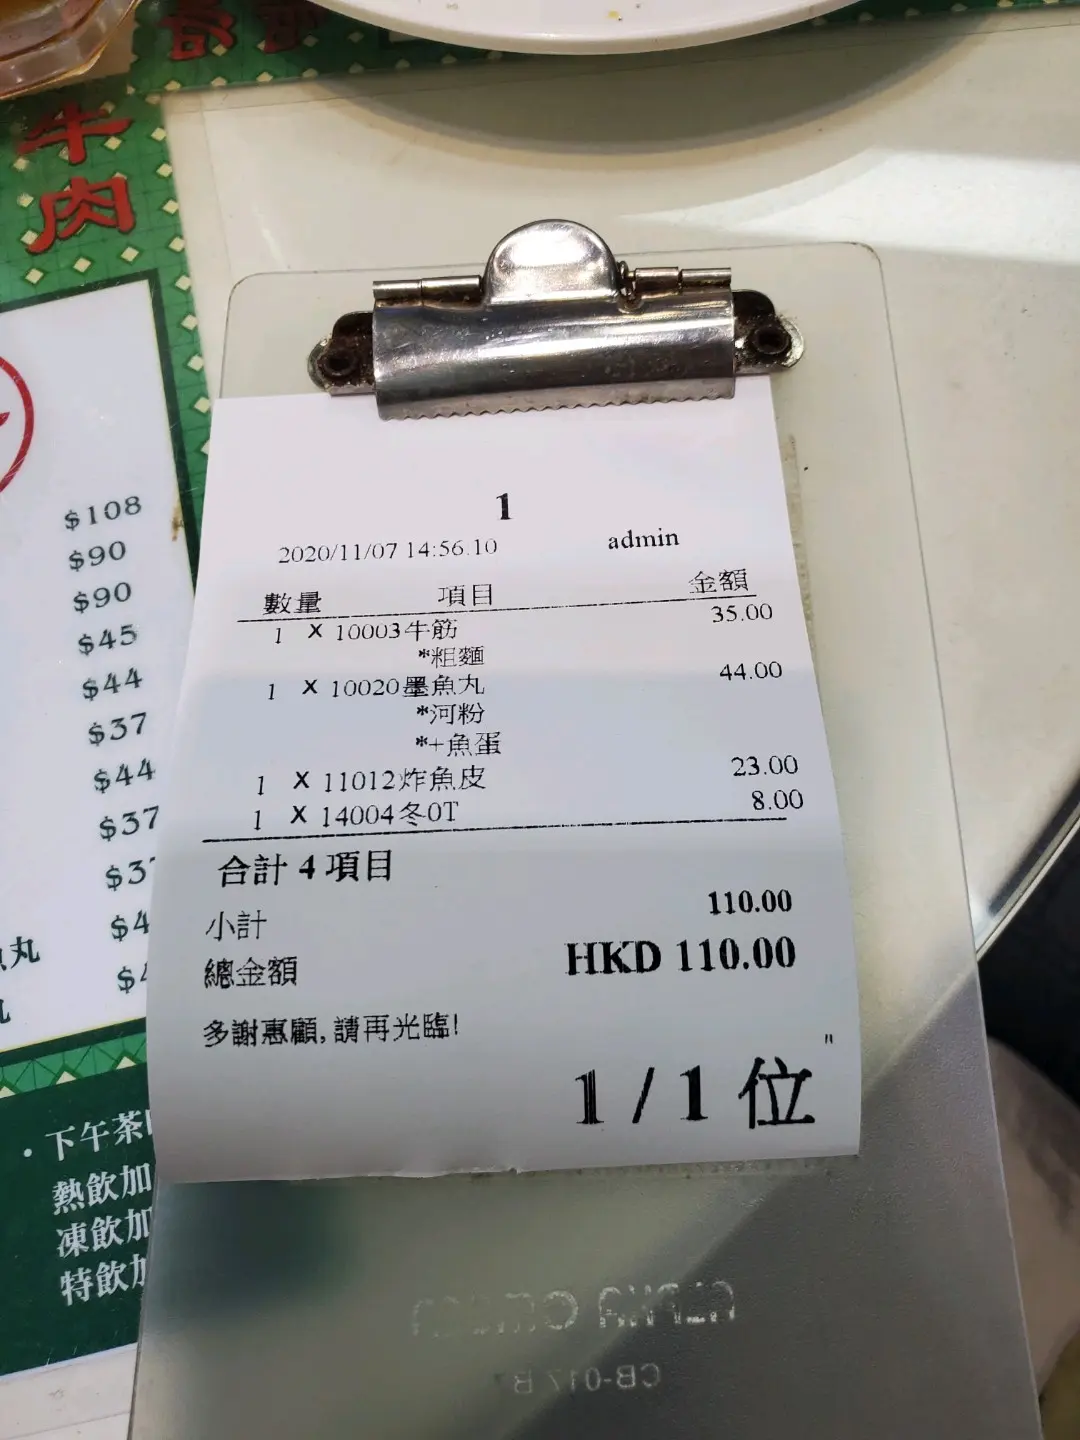 牛
肉
$108
$90
$90
$45
$44
$37
$44
$37
丸
1
2020/11/07 14:56:10 admin
數量 項目 金額
1 X 10003牛筋 35.00
*粗麵
1 X 10020墨魚丸 44.00
*河粉
*+魚蛋
1 X 11012炸魚皮 23.00
1 X 14004冬OT 8.00
合計 4 項目
小計 110.00
總金額 HKD 110.00
多謝惠顧, 請再光臨!
"
1 / 1 位
· 下午茶
熱飲加
凍飲加
特飲加